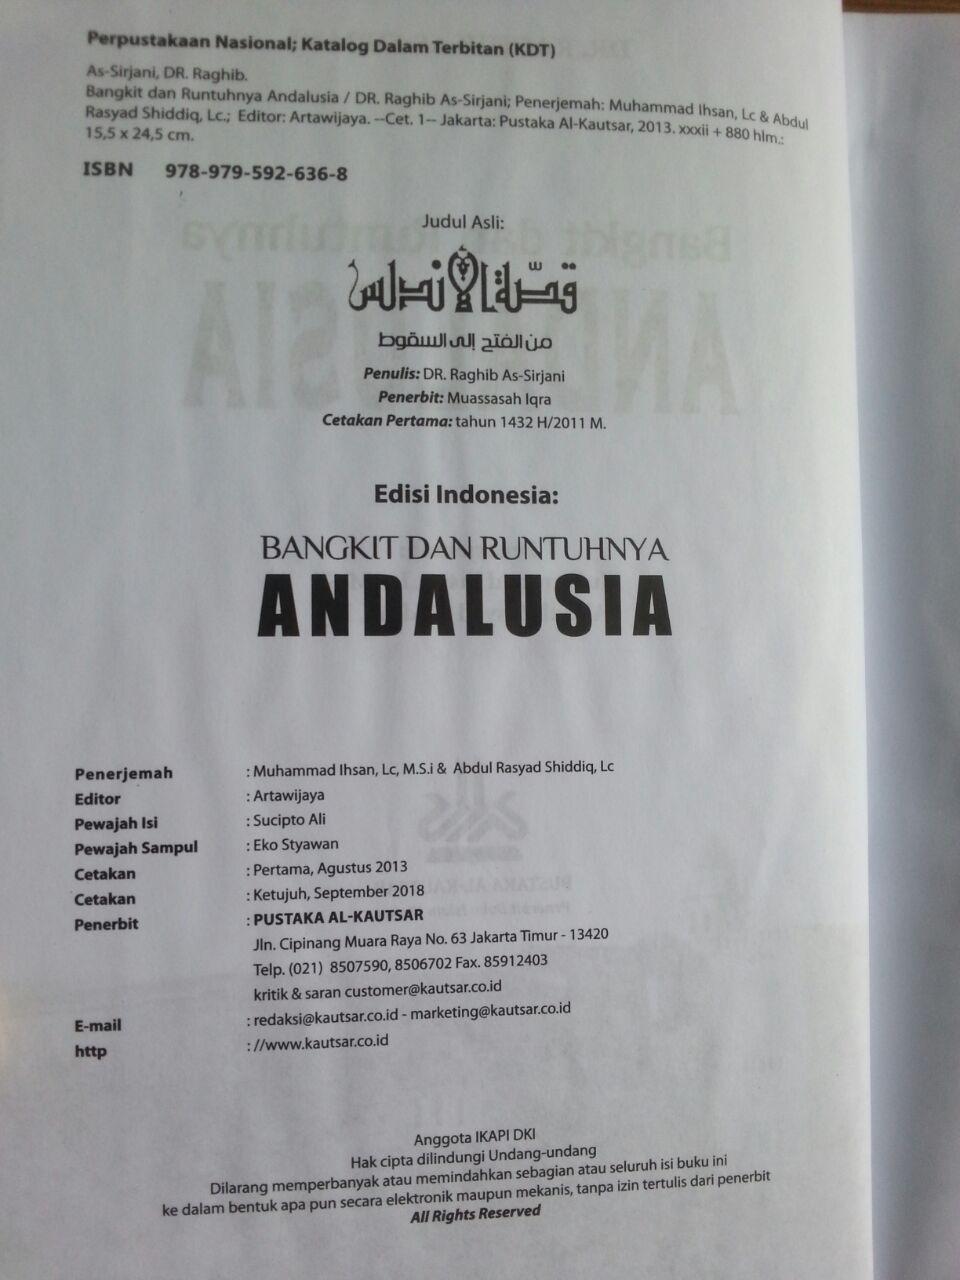 Perpustakaan Nasional; Katalog Dalam Terbitan (KDT)
As-Sirjani, DR. Raghib.
Bangkit dan Runtuhnya Andalusia / DR. Raghib As-Sirjani; Penerjemah: Muhammad Ihsan, Lc & Abdul
Rasyad Shiddiq, Lc.; Editor: Artawijaya. --Cet. 1-- Jakarta: Pustaka Al-Kautsar, 2013. xxxii + 880 hlm.:
15,5 x 24,5 cm.
ISBN 978-979-592-636-8
Judul Asli:
قصّة الأندلس
من الفتح إلى السقوط
Penulis: DR. Raghib As-Sirjani
Penerbit: Muassasah Iqra
Cetakan Pertama: tahun 1432 H/2011 M.
Edisi Indonesia:
BANGKIT DAN RUNTUHNYA
ANDALUSIA
Penerjemah : Muhammad Ihsan, Lc, M.S.i & Abdul Rasyad Shiddiq, Lc
Editor : Artawijaya
Pewajah Isi : Sucipto Ali
Pewajah Sampul : Eko Styawan
Cetakan : Pertama, Agustus 2013
Cetakan : Ketujuh, September 2018
Penerbit : PUSTAKA AL-KAUTSAR
Jln. Cipinang Muara Raya No. 63 Jakarta Timur - 13420
Telp. (021) 8507590, 8506702 Fax. 85912403
kritik & saran customer@kautsar.co.id
E-mail : redaksi@kautsar.co.id - marketing@kautsar.co.id
http : //www.kautsar.co.id
Anggota IKAPI DKI
Hak cipta dilindungi Undang-undang
Dilarang memperbanyak atau memindahkan sebagian atau seluruh isi buku ini
ke dalam bentuk apa pun secara elektronik maupun mekanis, tanpa izin tertulis dari penerbit
All Rights Reserved